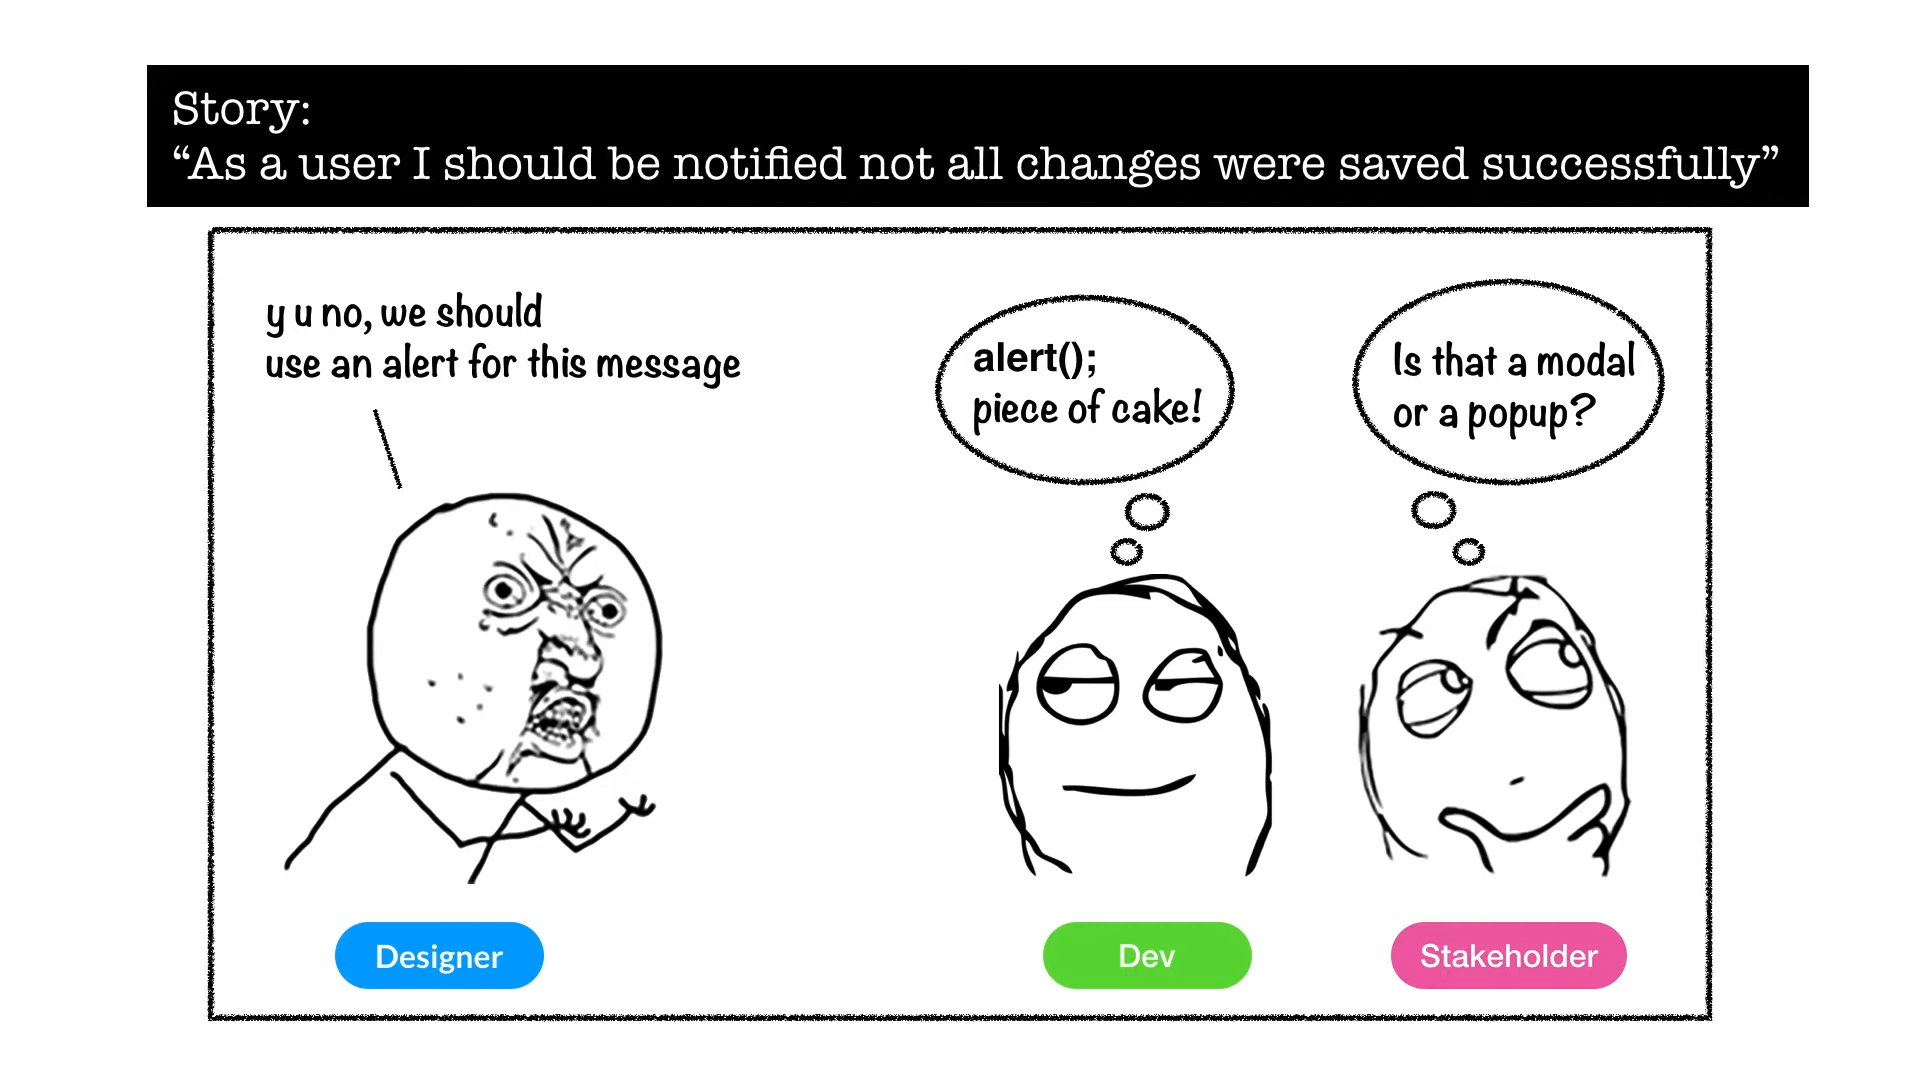 Story:
“As a user I should be notified not all changes were saved successfully”
y u no, we should
use an alert for this message
alert();
piece of cake!
Is that a modal
or a popup?
Designer
Dev
Stakeholder